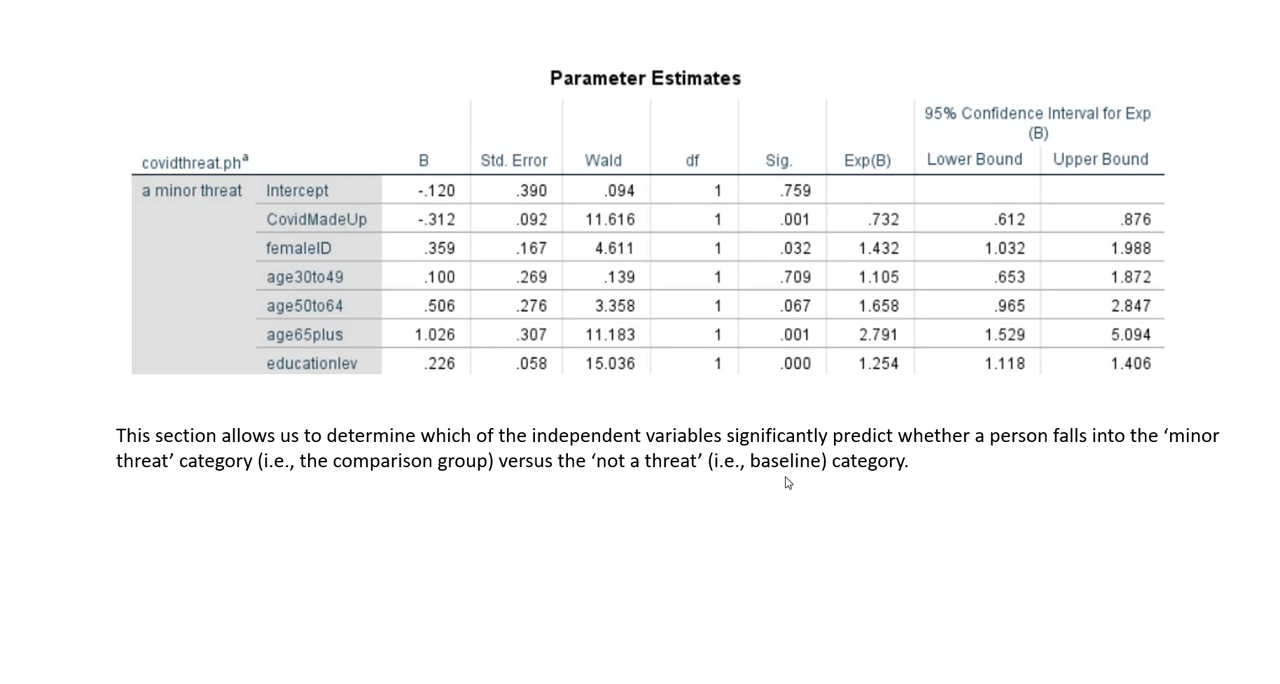 Parameter Estimates
95% Confidence Interval for Exp
(B)
covidthreat.phᵃ B Std. Error Wald df Sig. Exp(B) Lower Bound Upper Bound
a minor threat Intercept -.120 .390 .094 1 .759
CovidMadeUp -.312 .092 11.616 1 .001 .732 .612 .876
femaleID .359 .167 4.611 1 .032 1.432 1.032 1.988
age30to49 .100 .269 .139 1 .709 1.105 .653 1.872
age50to64 .506 .276 3.358 1 .067 1.658 .965 2.847
age65plus 1.026 .307 11.183 1 .001 2.791 1.529 5.094
educationlev .226 .058 15.036 1 .000 1.254 1.118 1.406
This section allows us to determine which of the independent variables significantly predict whether a person falls into the ‘minor
threat’ category (i.e., the comparison group) versus the ‘not a threat’ (i.e., baseline) category.